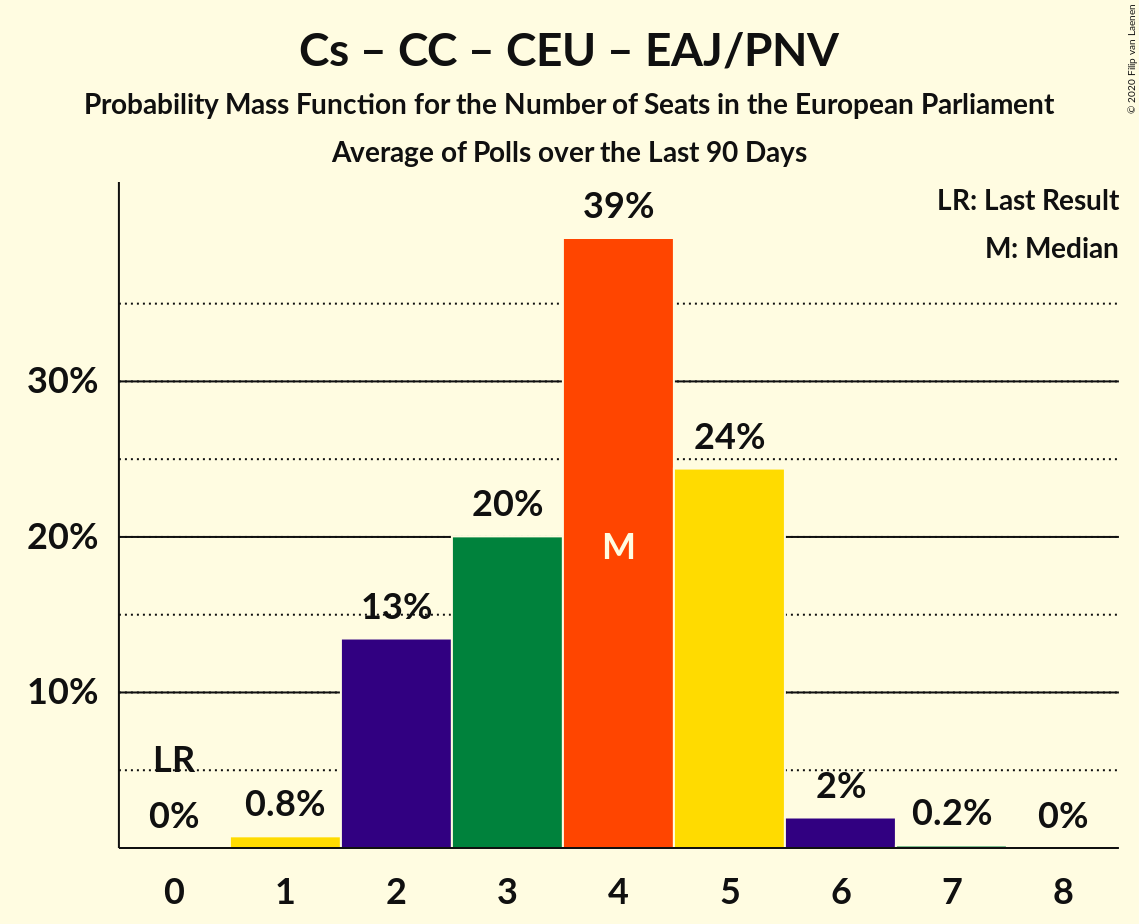 Cs – CC – CEU – EAJ/PNV
Probability Mass Function for the Number of Seats in the European Parliament
Average of Polls over the Last 90 Days
© 2020 Filip van Laenen
LR: Last Result
M: Median
39%
30%
24%
20%
20%
M
13%
10%
LR
0%
0.8%
2%
0.2%
0%
0 1 2 3 4 5 6 7 8